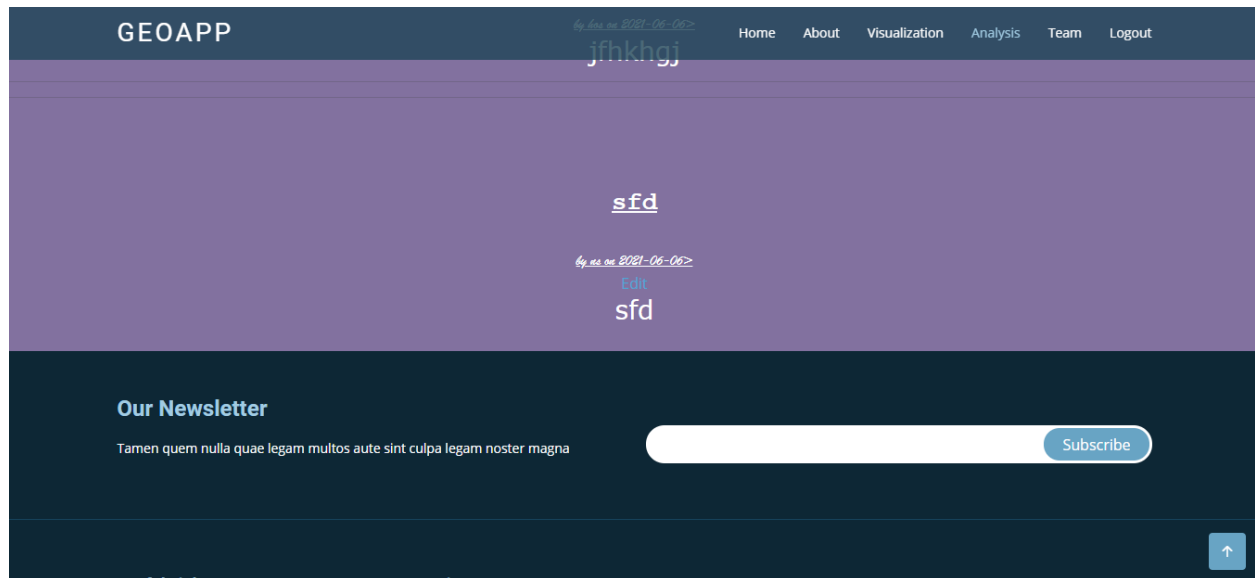 GEOAPP
by hns on 2021-06-06>
Home About Visualization Analysis Team Logout
jfhkhgj
sfd
by ns on 2021-06-06>
Edit
sfd
Our Newsletter
Tamen quem nulla quae legam multos aute sint culpa legam noster magna
Subscribe